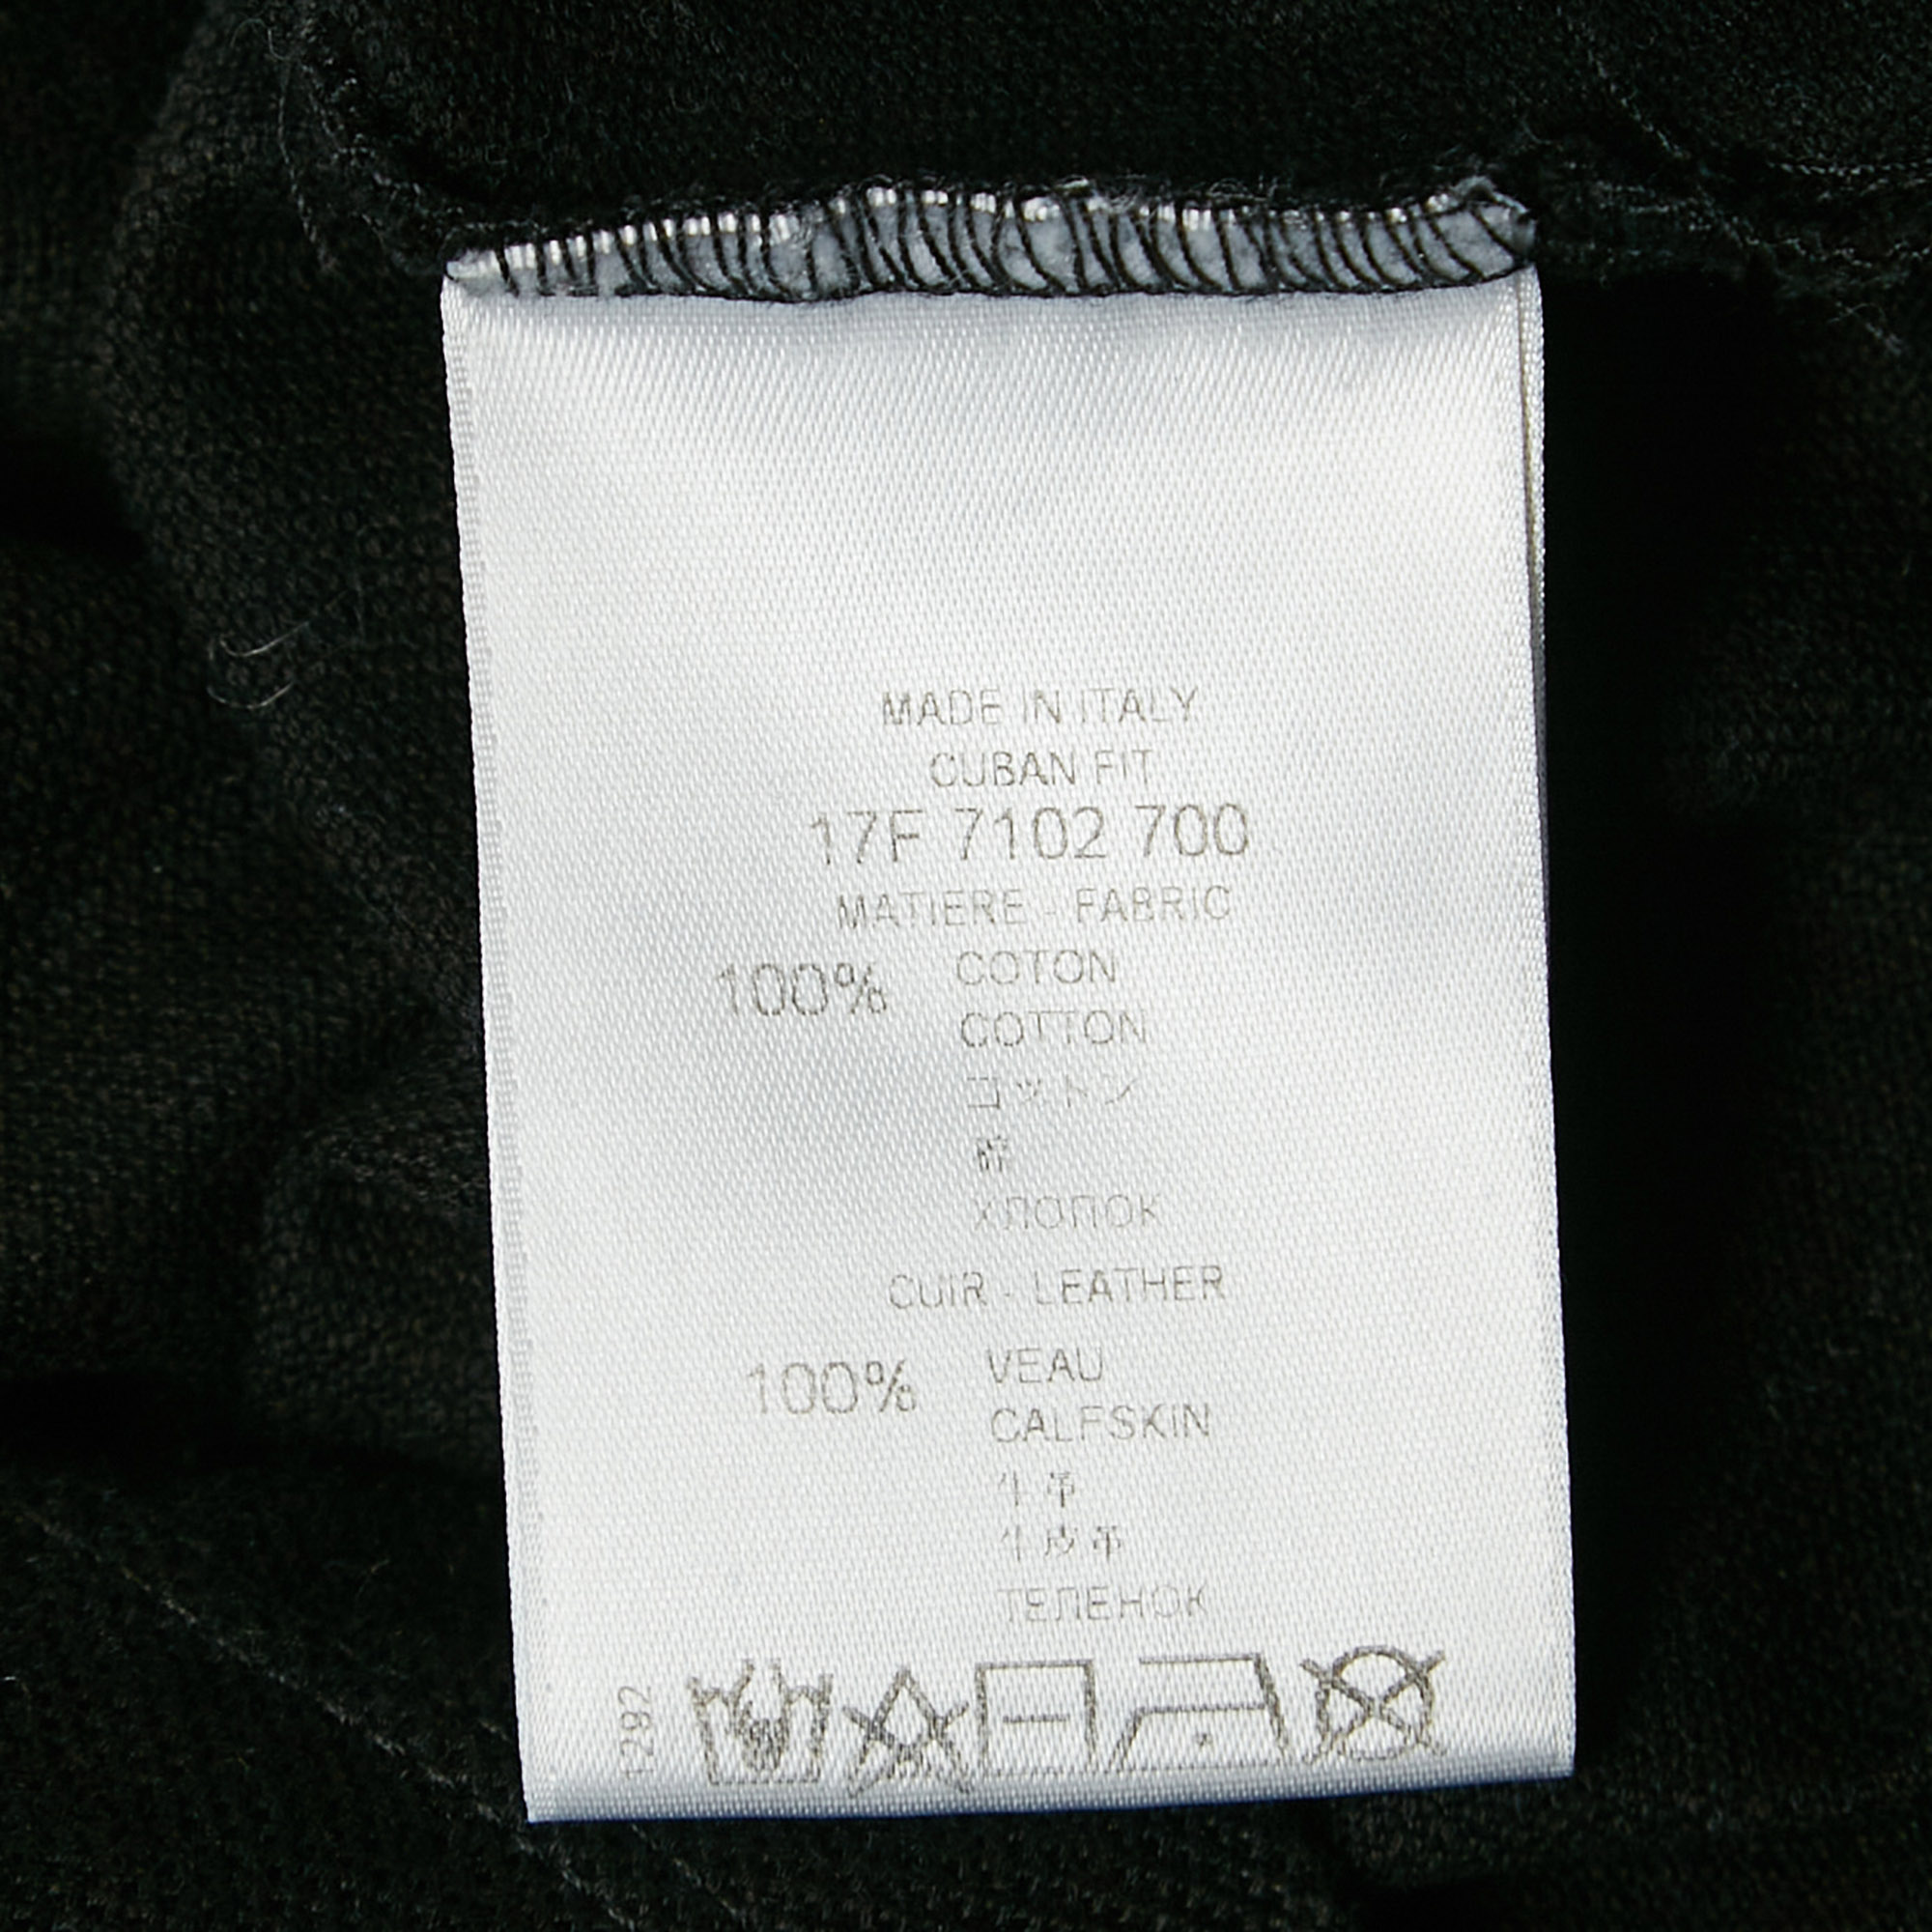 MADE IN ITALY
CUBAN FIT
17F 7102 700
MATIERE - FABRIC
100% COTON
COTTON
コットン
棉
ХЛОПОК
CUIR - LEATHER
100% VEAU
CALFSKIN
牛革
牛皮革
ТЕЛЕНОК
1292